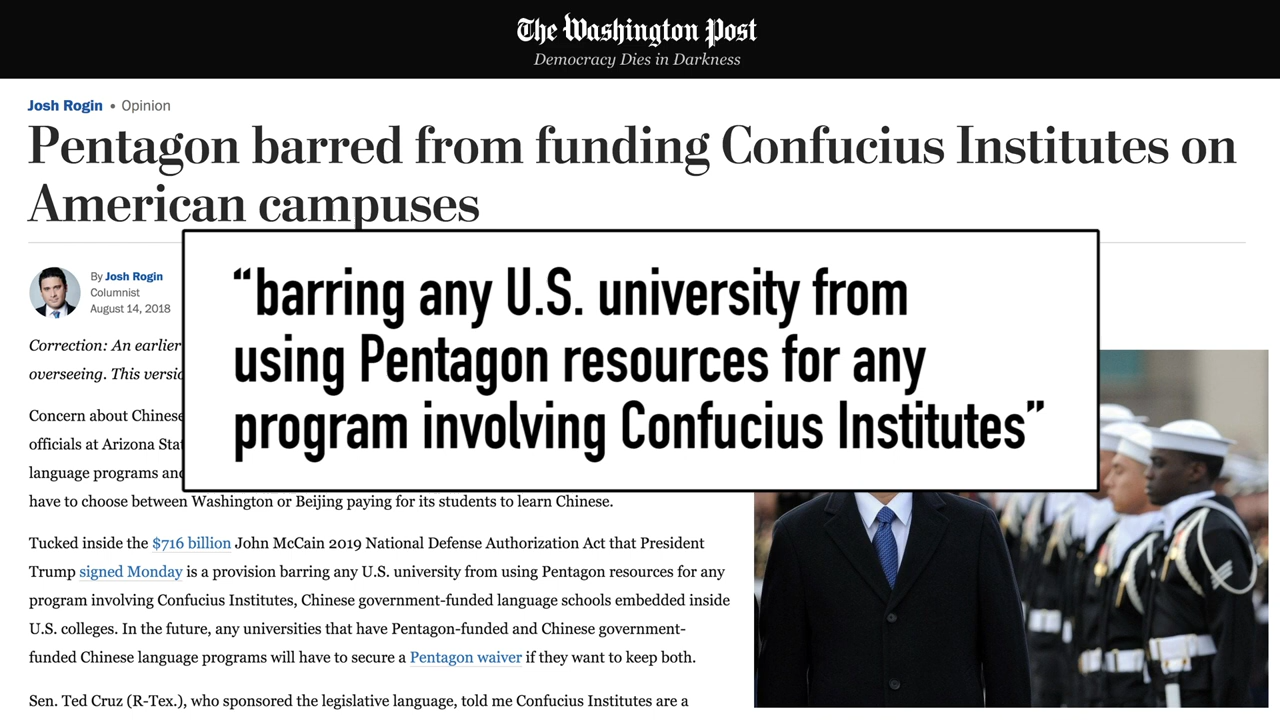 The Washington Post
Democracy Dies in Darkness
Josh Rogin • Opinion
Pentagon barred from funding Confucius Institutes on
American campuses
By Josh Rogin
Columnist
August 14, 2018
Correction: An earlier
overseeing. This
“barring any U.S. university from
using Pentagon resources for any
program involving Confucius Institutes”
Concern about Chinese
officials at Arizona
language programs
have to choose between Washington or Beijing paying for its students to learn Chinese.
Tucked inside the $716 billion John McCain 2019 National Defense Authorization Act that President
Trump signed Monday is a provision barring any U.S. university from using Pentagon resources for any
program involving Confucius Institutes, Chinese government-funded language schools embedded inside
U.S. colleges. In the future, any universities that have Pentagon-funded and Chinese government-
funded Chinese language programs will have to secure a Pentagon waiver if they want to keep both.
Sen. Ted Cruz (R-Tex.), who sponsored the legislative language, told me Confucius Institutes are a